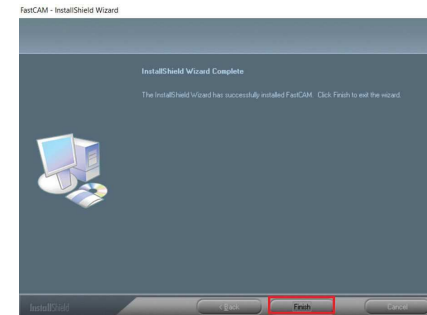 FastCAM - InstallShield Wizard
InstallShield Wizard Complete
The InstallShield Wizard has successfully installed FastCAM. Click Finish to exit the wizard.
InstallShield
< Back
Finish
Cancel